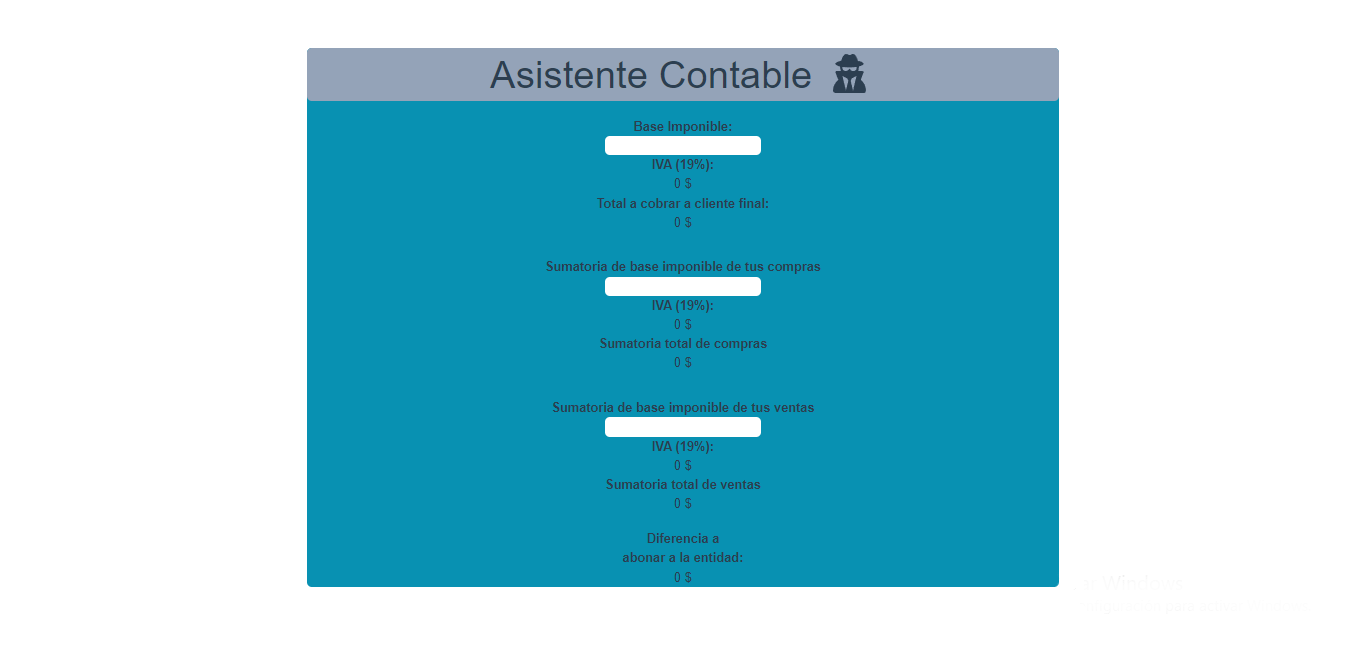 Asistente Contable
Base Imponible:
IVA (19%):
0 $
Total a cobrar a cliente final:
0 $
Sumatoria de base imponible de tus compras
IVA (19%):
0 $
Sumatoria total de compras
0 $
Sumatoria de base imponible de tus ventas
IVA (19%):
0 $
Sumatoria total de ventas
0 $
Diferencia a
abonar a la entidad:
0 $
Windows